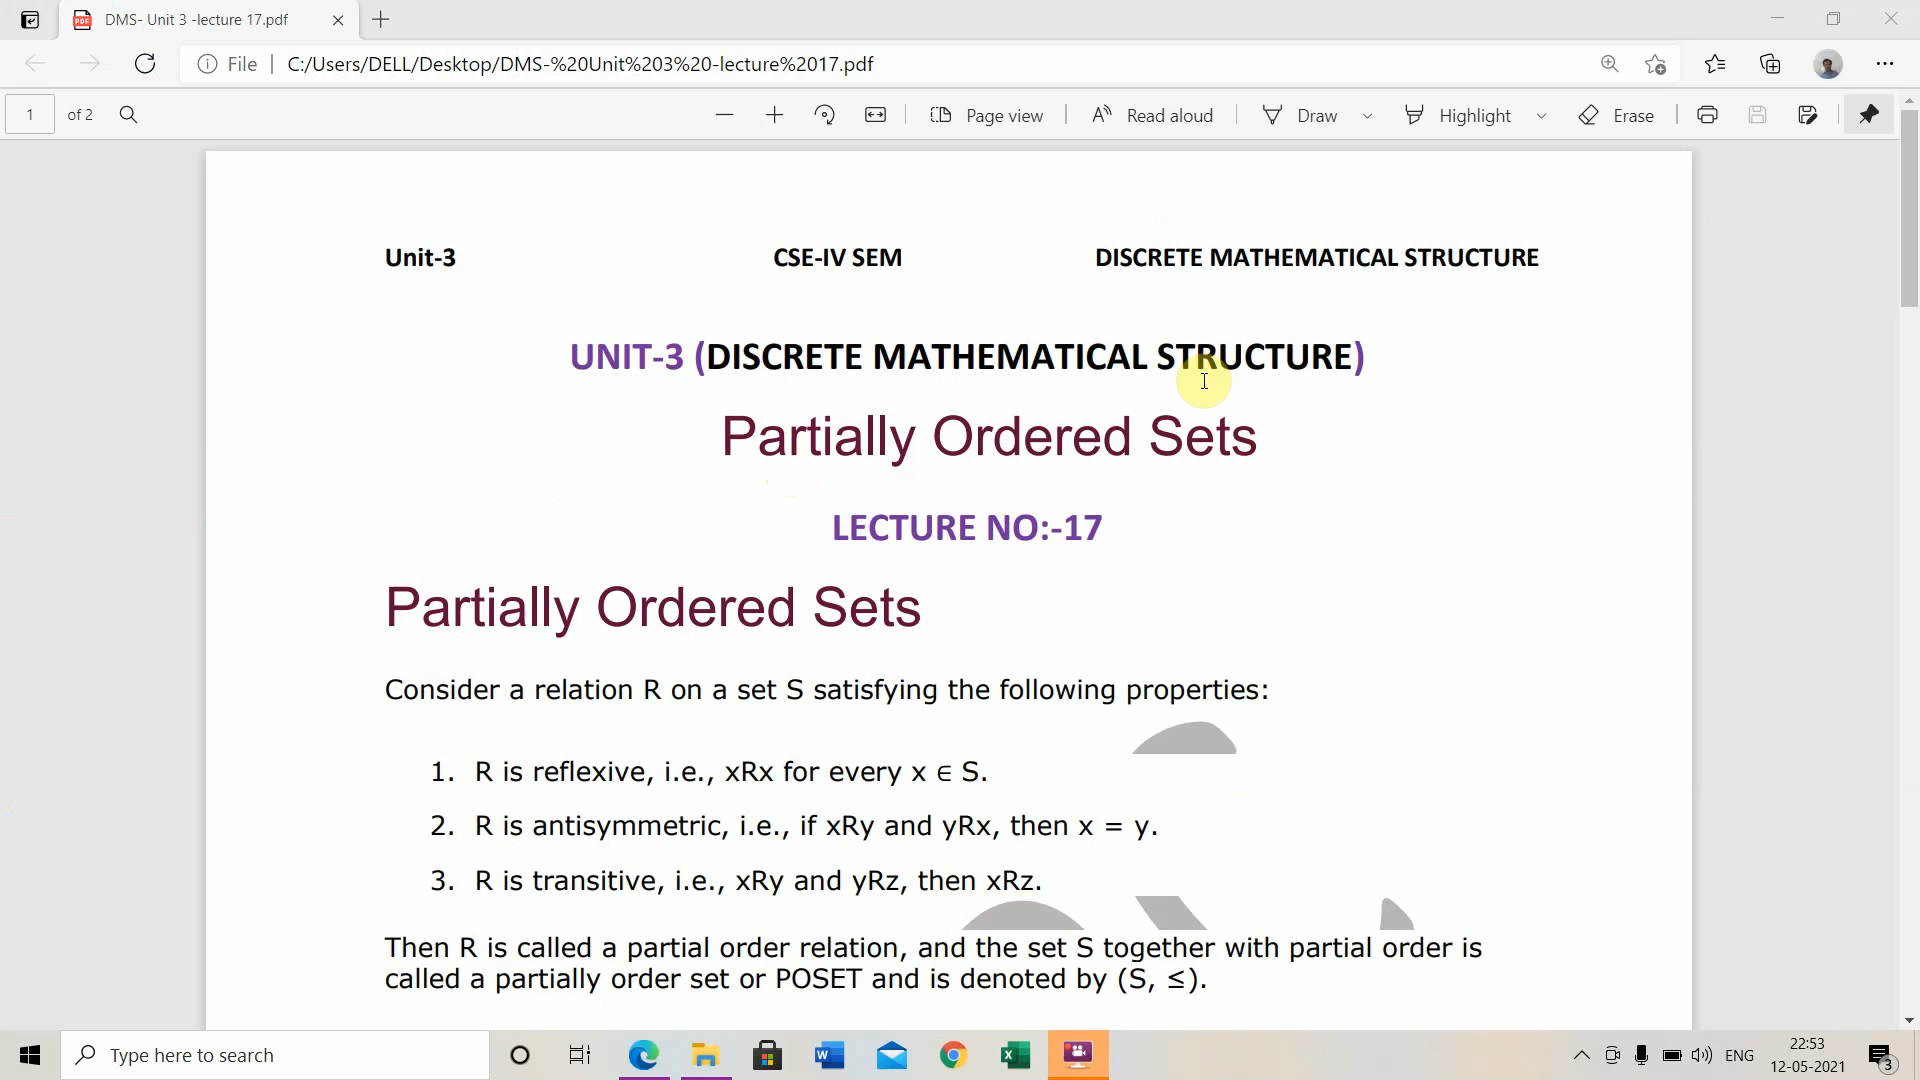 DMS- Unit 3 -lecture 17.pdf
File | C:/Users/DELL/Desktop/DMS-%20Unit%203%20-lecture%2017.pdf
1 of 2 Page view Read aloud Draw Highlight Erase
Unit-3 CSE-IV SEM DISCRETE MATHEMATICAL STRUCTURE
UNIT-3 (DISCRETE MATHEMATICAL STRUCTURE)
Partially Ordered Sets
LECTURE NO:-17
Partially Ordered Sets
Consider a relation R on a set S satisfying the following properties:
1. R is reflexive, i.e., xRx for every x ∈ S.
2. R is antisymmetric, i.e., if xRy and yRx, then x = y.
3. R is transitive, i.e., xRy and yRz, then xRz.
Then R is called a partial order relation, and the set S together with partial order is
called a partially order set or POSET and is denoted by (S, ≤).
Type here to search ENG 22:53
12-05-2021 3